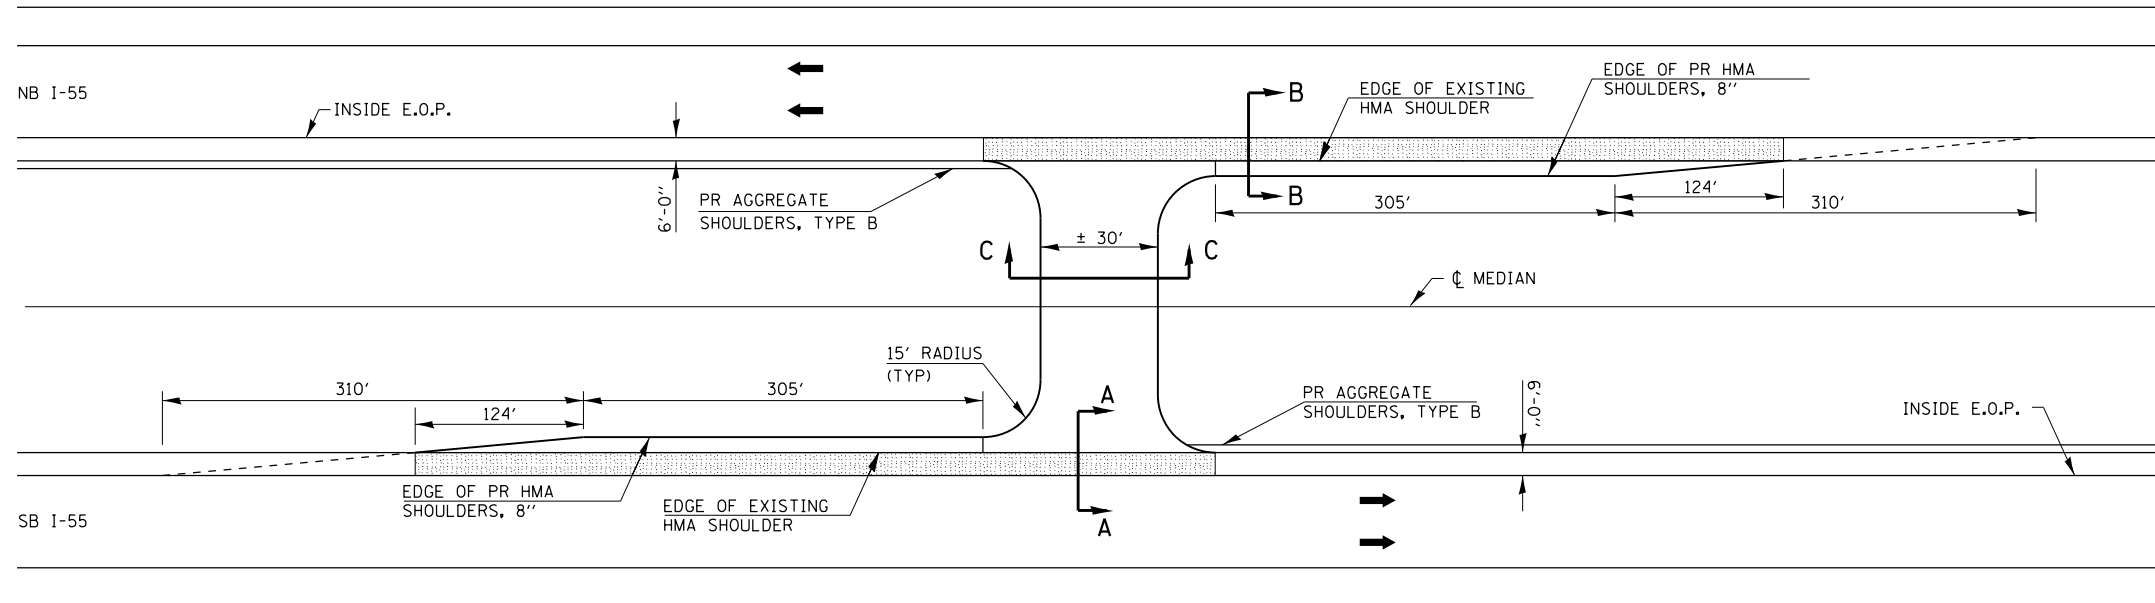 EDGE OF PR HMA
SHOULDERS, 8''
EDGE OF EXISTING
HMA SHOULDER
B
NB I-55
INSIDE E.O.P.
6'-0"
PR AGGREGATE
SHOULDERS, TYPE B
B
124'
305'
310'
± 30'
C
C
℄ MEDIAN
15' RADIUS
(TYP)
310'
305'
124'
A
PR AGGREGATE
SHOULDERS, TYPE B
6'-0"
INSIDE E.O.P.
EDGE OF PR HMA
SHOULDERS, 8''
EDGE OF EXISTING
HMA SHOULDER
A
SB I-55